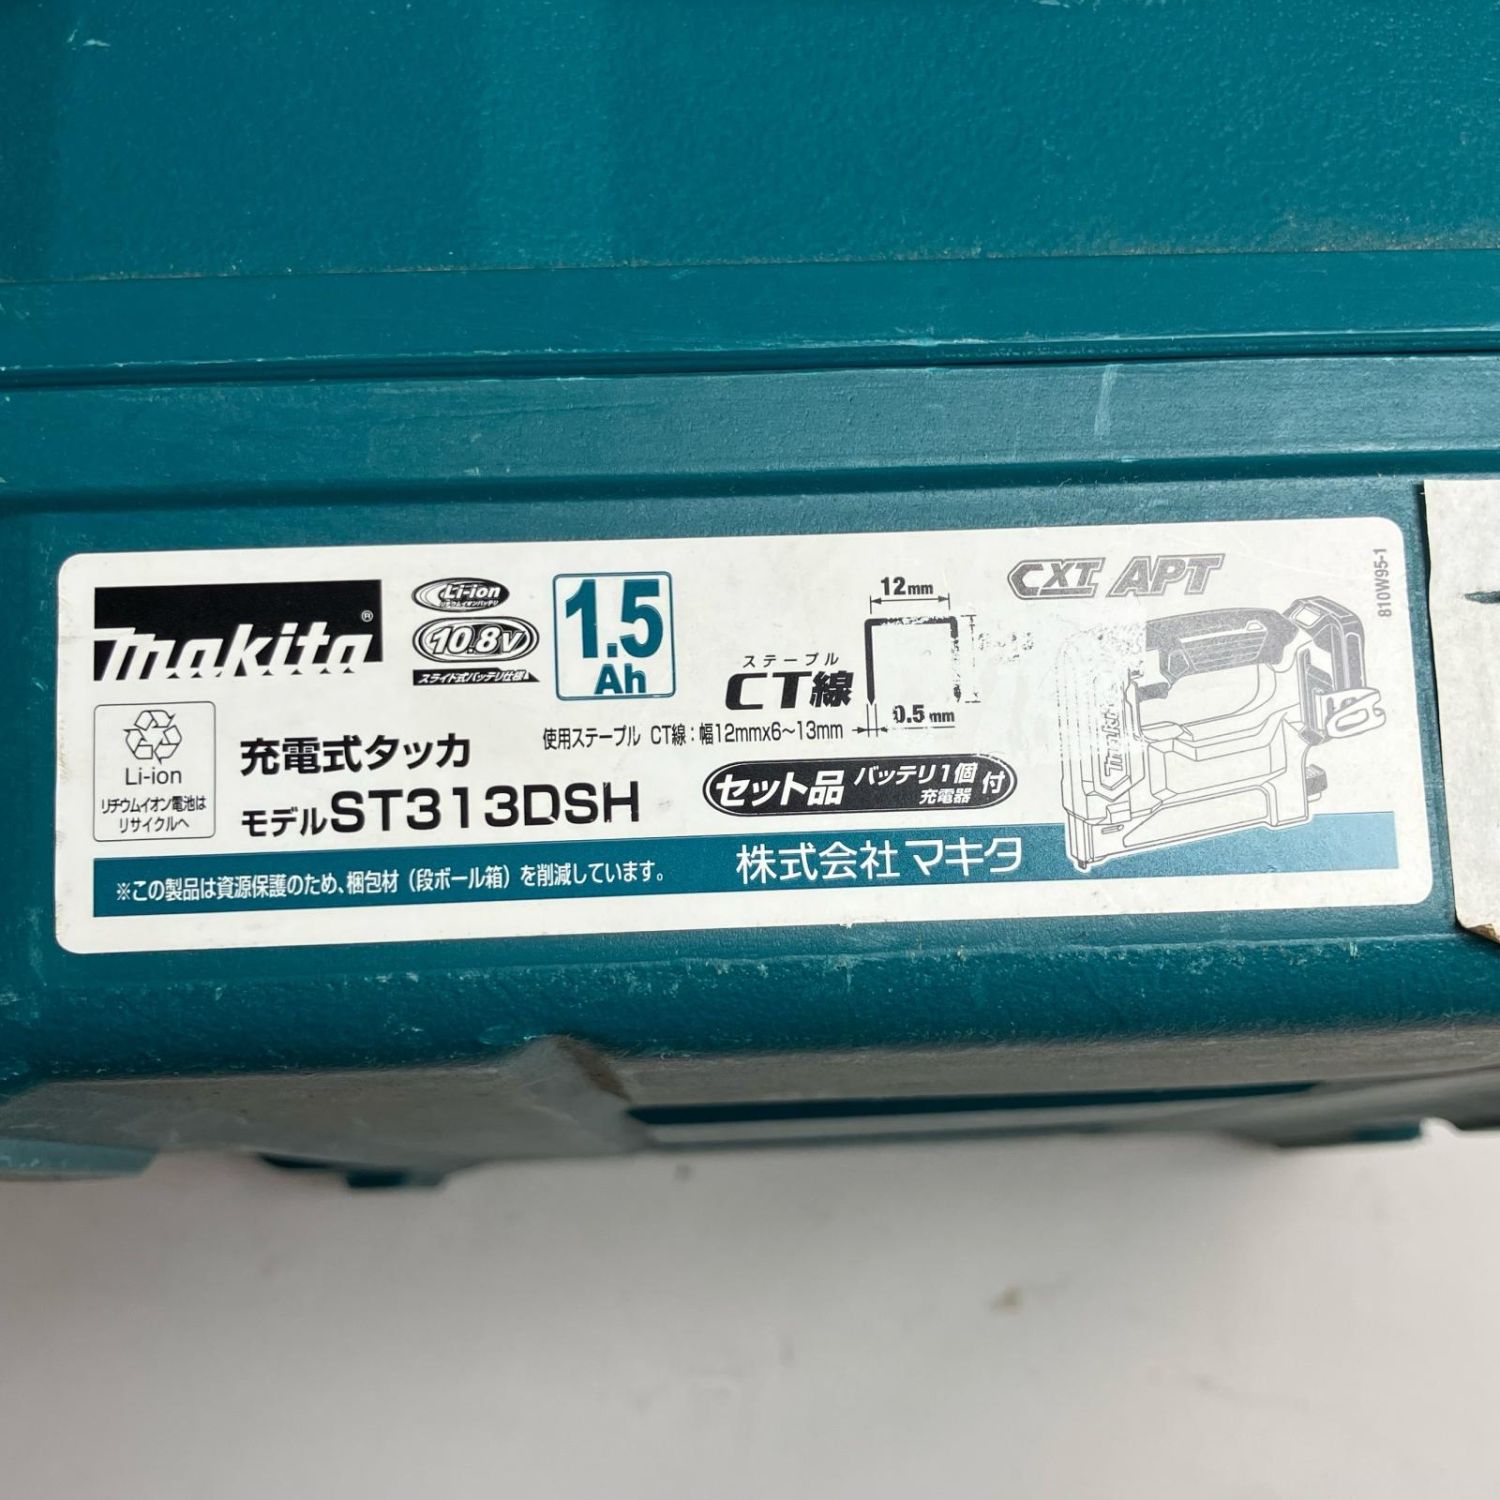 makita®
Li-ion
リチウムイオンバッテリ
10.8V
スライド式バッテリ仕様
1.5
Ah
12mm
ステープル
CT線
0.5mm
使用ステープル CT線：幅12mmx6～13mm
CXT APT
810W95-1
Li-ion
リチウムイオン電池は
リサイクルへ
充電式タッカ
モデルST313DSH
セット品 バッテリ1個 充電器 付
makita
※この製品は資源保護のため、梱包材（段ボール箱）を削減しています。
株式会社マキタ